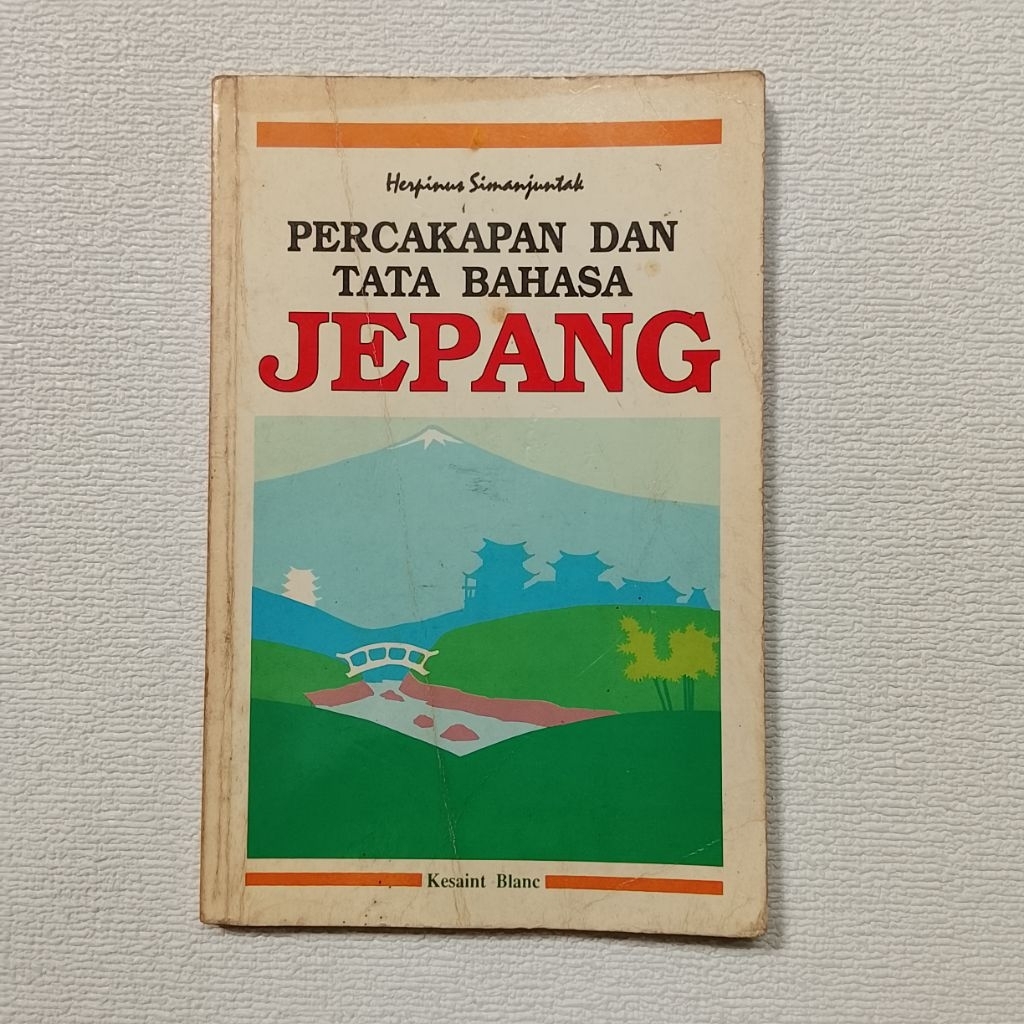 Herpinus Simanjuntak
PERCAKAPAN DAN
TATA BAHASA
JEPANG
Kesaint Blanc